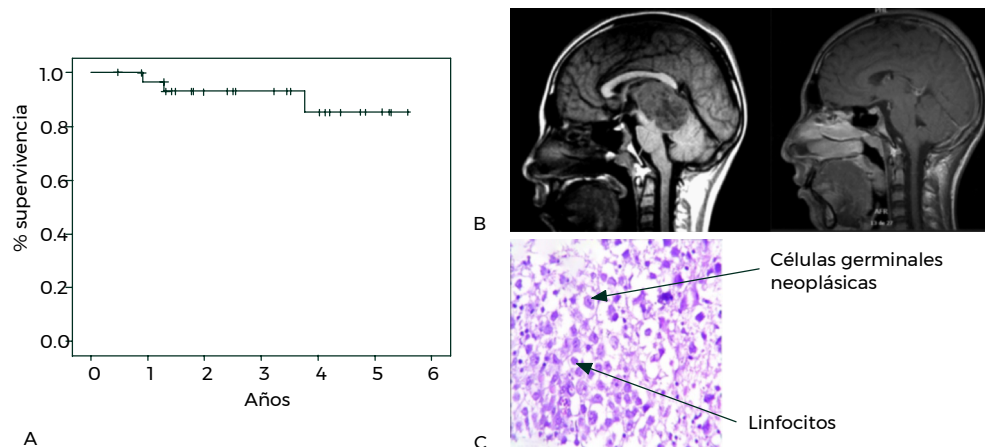 1.0
0.8
0.6
0.4
0.2
0.0
% supervivencia
0 1 2 3 4 5 6
Años
A
B
Células germinales
neoplásicas
Linfocitos
C